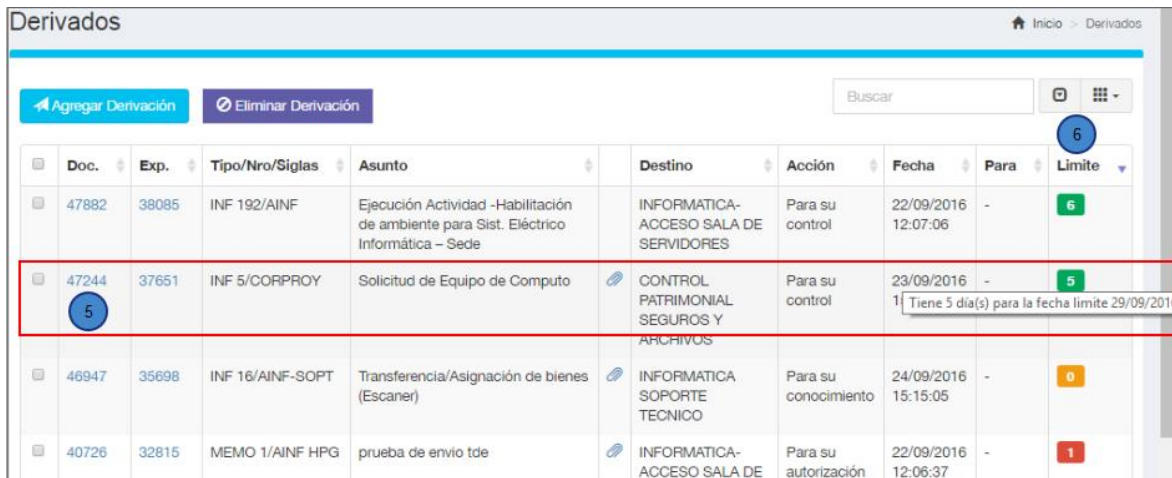 Derivados
Inicio > Derivados
Agregar Derivación
Eliminar Derivación
Buscar
6
Doc. Exp. Tipo/Nro/Siglas Asunto Destino Acción Fecha Para Limite
47882 38085 INF 192/AINF Ejecución Actividad -Habilitación INFORMATICA- Para su 22/09/2016 - 6
de ambiente para Sist. Eléctrico ACCESO SALA DE control 12:07:06
Informática – Sede SERVIDORES
47244 37651 INF 5/CORPROY Solicitud de Equipo de Computo CONTROL Para su 23/09/2016 - 5
5 PATRIMONIAL control 1 Tiene 5 día(s) para la fecha limite 29/09/2016
SEGUROS Y
ARCHIVOS
46947 35698 INF 16/AINF-SOPT Transferencia/Asignación de bienes INFORMATICA Para su 24/09/2016 - 0
(Escaner) SOPORTE conocimiento 15:15:05
TECNICO
40726 32815 MEMO 1/AINF HPG prueba de envio tde INFORMATICA- Para su 22/09/2016 - 1
ACCESO SALA DE autorización 12:06:37